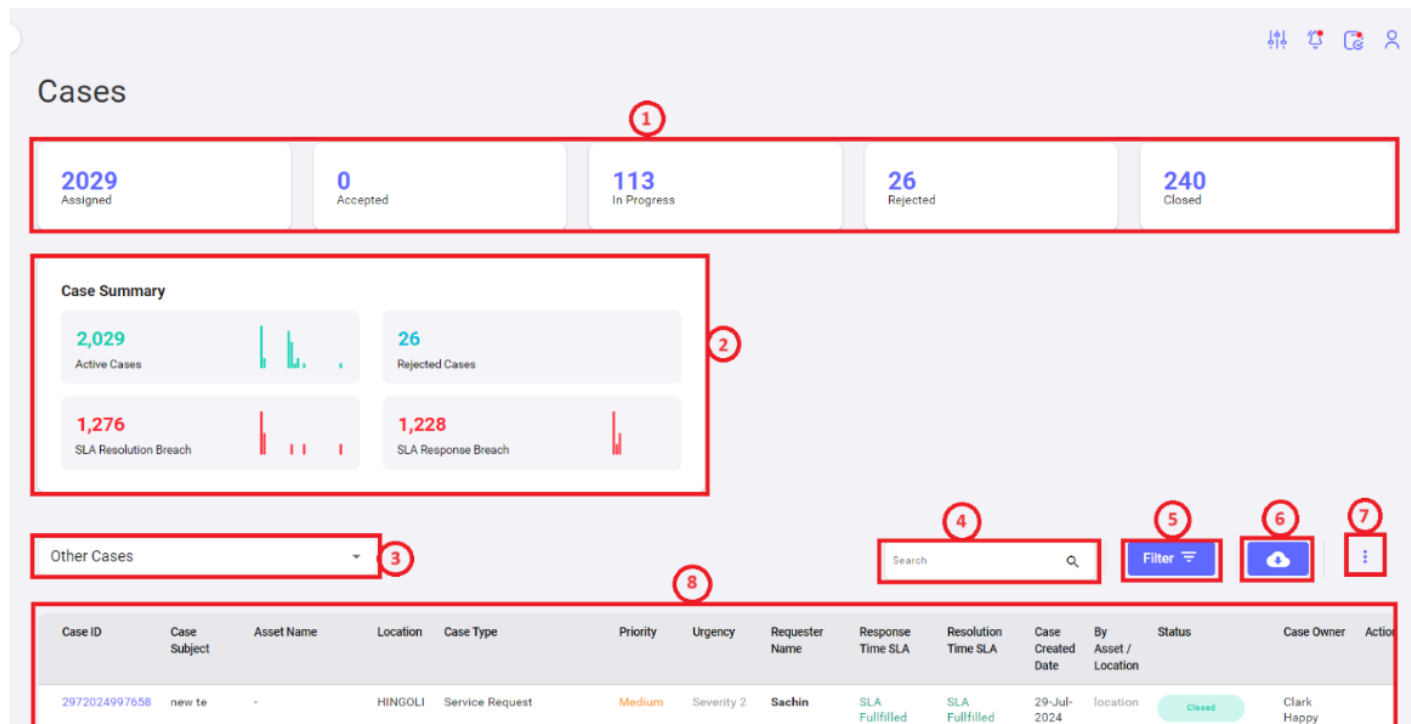 Cases
1
2029
Assigned
0
Accepted
113
In Progress
26
Rejected
240
Closed
Case Summary
2,029
Active Cases
26
Rejected Cases
2
1,276
SLA Resolution Breach
1,228
SLA Response Breach
Other Cases
3
4
Search
5
Filter
6
7
8
Case ID
Case
Subject
Asset Name
Location
Case Type
Priority
Urgency
Requester
Name
Response
Time SLA
Resolution
Time SLA
Case
Created
Date
By
Asset /
Location
Status
Case Owner
Action
2972024997658
new te
-
HINGOLI
Service Request
Medium
Severity 2
Sachin
SLA
Fullfilled
SLA
Fullfilled
29-Jul-
2024
location
Closed
Clark
Happy